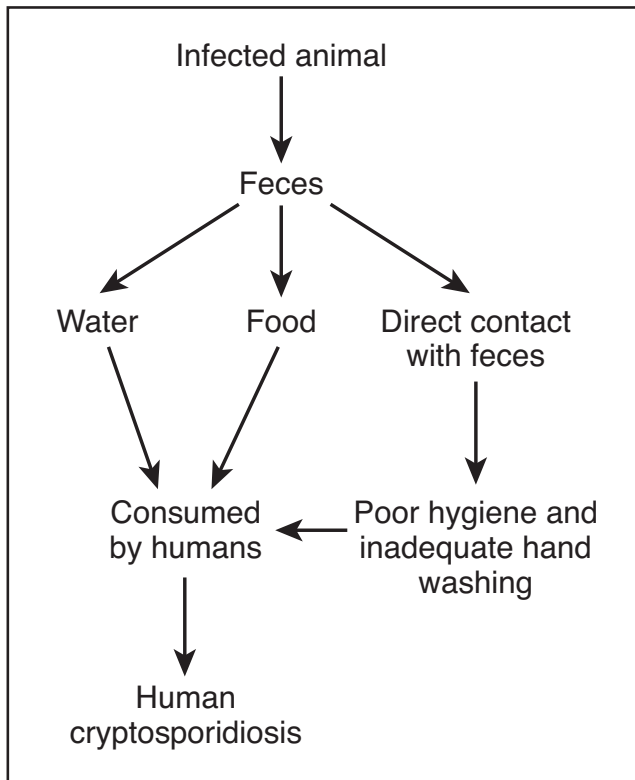 Infected animal
Feces
Water
Food
Direct contact
with feces
Consumed
by humans
Poor hygiene and
inadequate hand
washing
Human
cryptosporidiosis